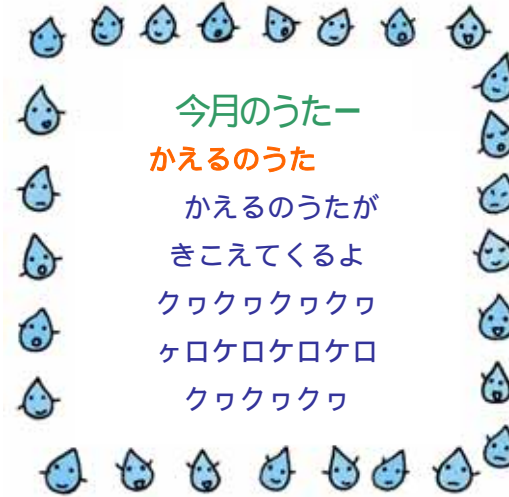 今月のうたー
かえるのうた
かえるのうたが
きこえてくるよ
クヮクヮクヮクヮ
ヶロケロケロケロ
クヮクヮクヮ